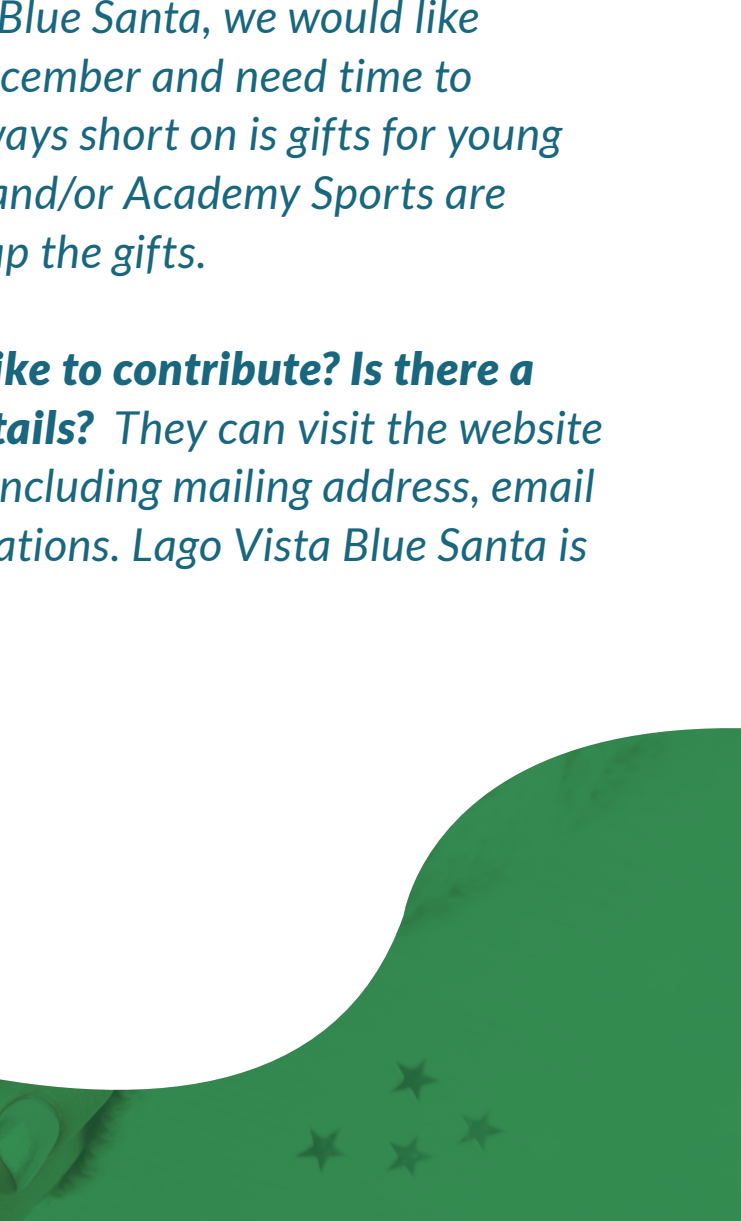 Blue Santa, we would like
cember and need time to
ays short on is gifts for young
and/or Academy Sports are
up the gifts.
ike to contribute? Is there a
tails? They can visit the website
ncluding mailing address, email
ations. Lago Vista Blue Santa is